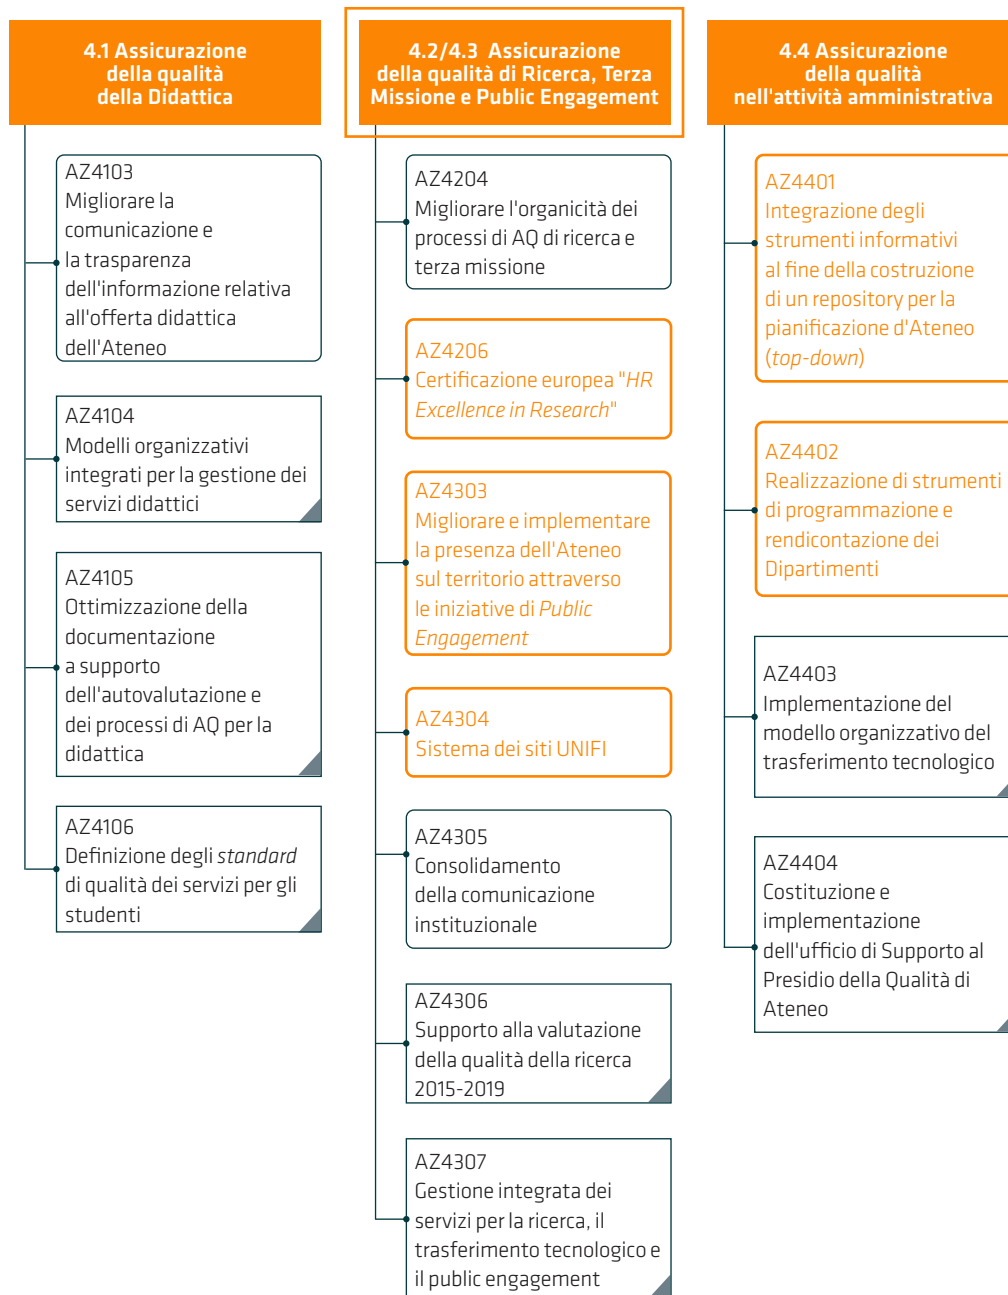 4.1 Assicurazione
della qualità
della Didattica
AZ4103
Migliorare la
comunicazione e
la trasparenza
dell'informazione relativa
all'offerta didattica
dell'Ateneo
AZ4104
Modelli organizzativi
integrati per la gestione dei
servizi didattici
AZ4105
Ottimizzazione della
documentazione
a supporto
dell'autovalutazione e
dei processi di AQ per la
didattica
AZ4106
Definizione degli standard
di qualità dei servizi per gli
studenti
4.2/4.3 Assicurazione
della qualità di Ricerca, Terza
Missione e Public Engagement
AZ4204
Migliorare l'organicità dei
processi di AQ di ricerca e
terza missione
AZ4206
Certificazione europea "HR
Excellence in Research"
AZ4303
Migliorare e implementare
la presenza dell'Ateneo
sul territorio attraverso
le iniziative di Public
Engagement
AZ4304
Sistema dei siti UNIFI
AZ4305
Consolidamento
della comunicazione
instituzionale
AZ4306
Supporto alla valutazione
della qualità della ricerca
2015-2019
AZ4307
Gestione integrata dei
servizi per la ricerca, il
trasferimento tecnologico e
il public engagement
4.4 Assicurazione
della qualità
nell'attività amministrativa
AZ4401
Integrazione degli
strumenti informativi
al fine della costruzione
di un repository per la
pianificazione d'Ateneo
(top-down)
AZ4402
Realizzazione di strumenti
di programmazione e
rendicontazione dei
Dipartimenti
AZ4403
Implementazione del
modello organizzativo del
trasferimento tecnologico
AZ4404
Costituzione e
implementazione
dell'ufficio di Supporto al
Presidio della Qualità di
Ateneo